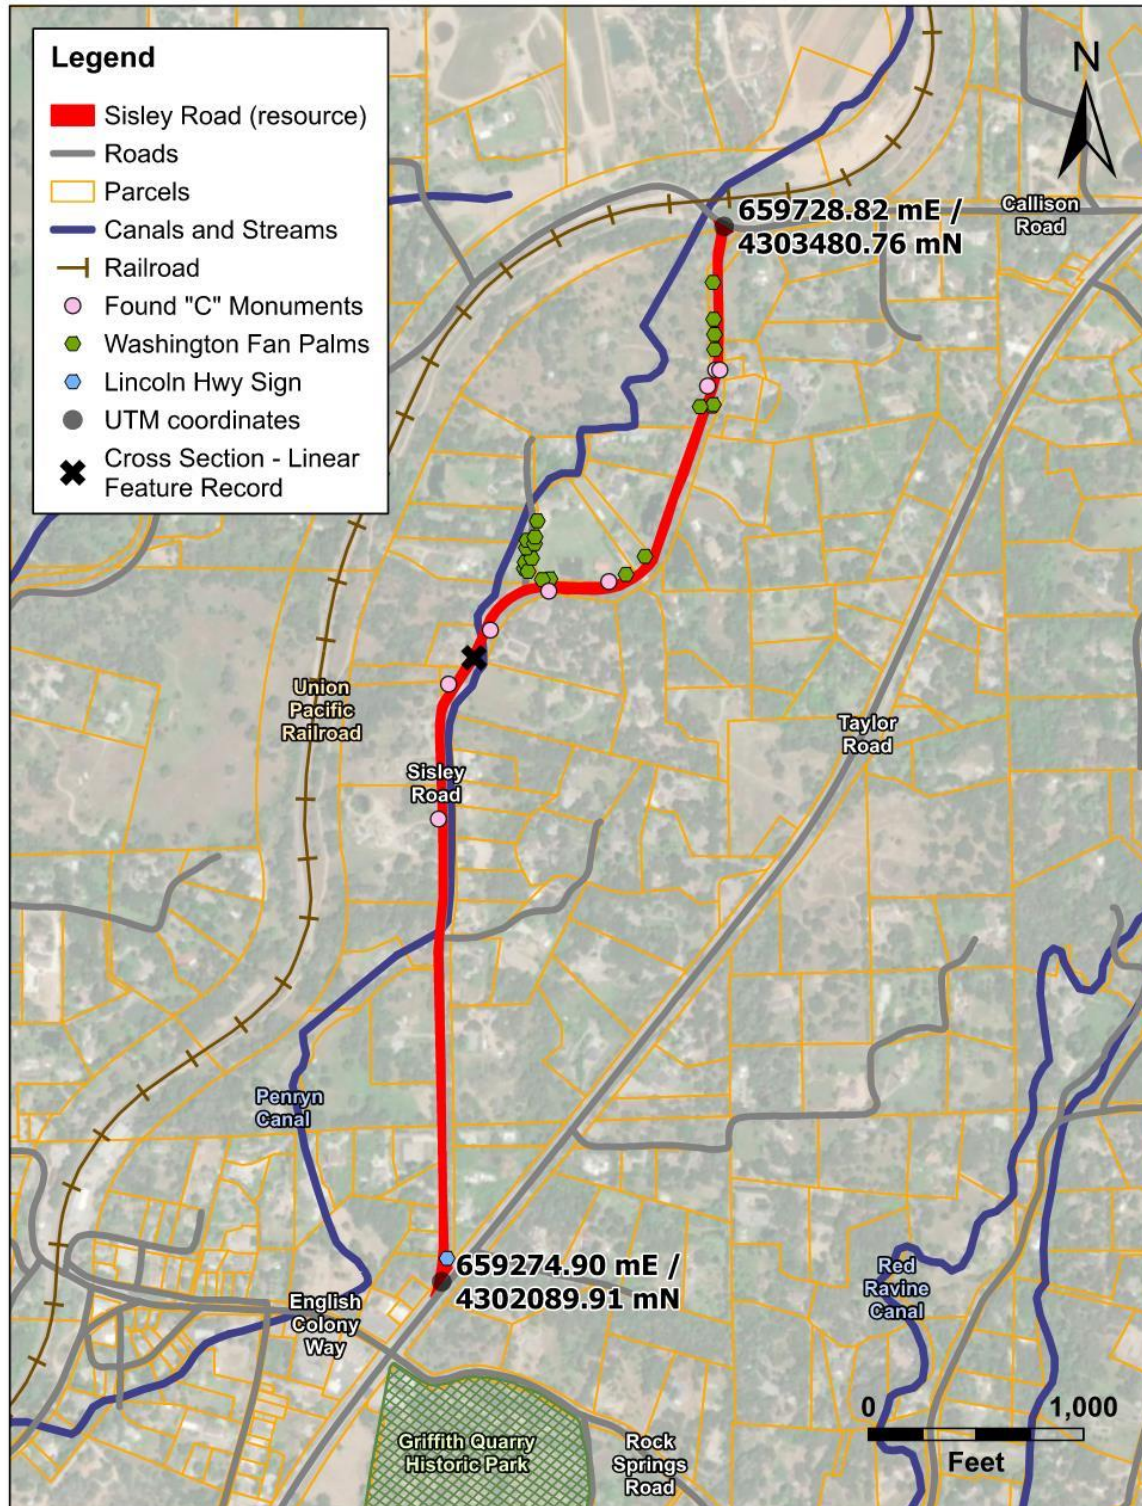 Legend
Sisley Road (resource)
Roads
Parcels
Canals and Streams
Railroad
Found "C" Monuments
Washington Fan Palms
Lincoln Hwy Sign
UTM coordinates
Cross Section - Linear
Feature Record
N
Callison
Road
659728.82 mE /
4303480.76 mN
Union
Pacific
Railroad
Taylor
Road
Sisley
Road
Penryn
Canal
659274.90 mE /
4302089.91 mN
English
Colony
Way
Red
Ravine
Canal
Griffith Quarry
Historic Park
Rock
Springs
Road
0 1,000
Feet